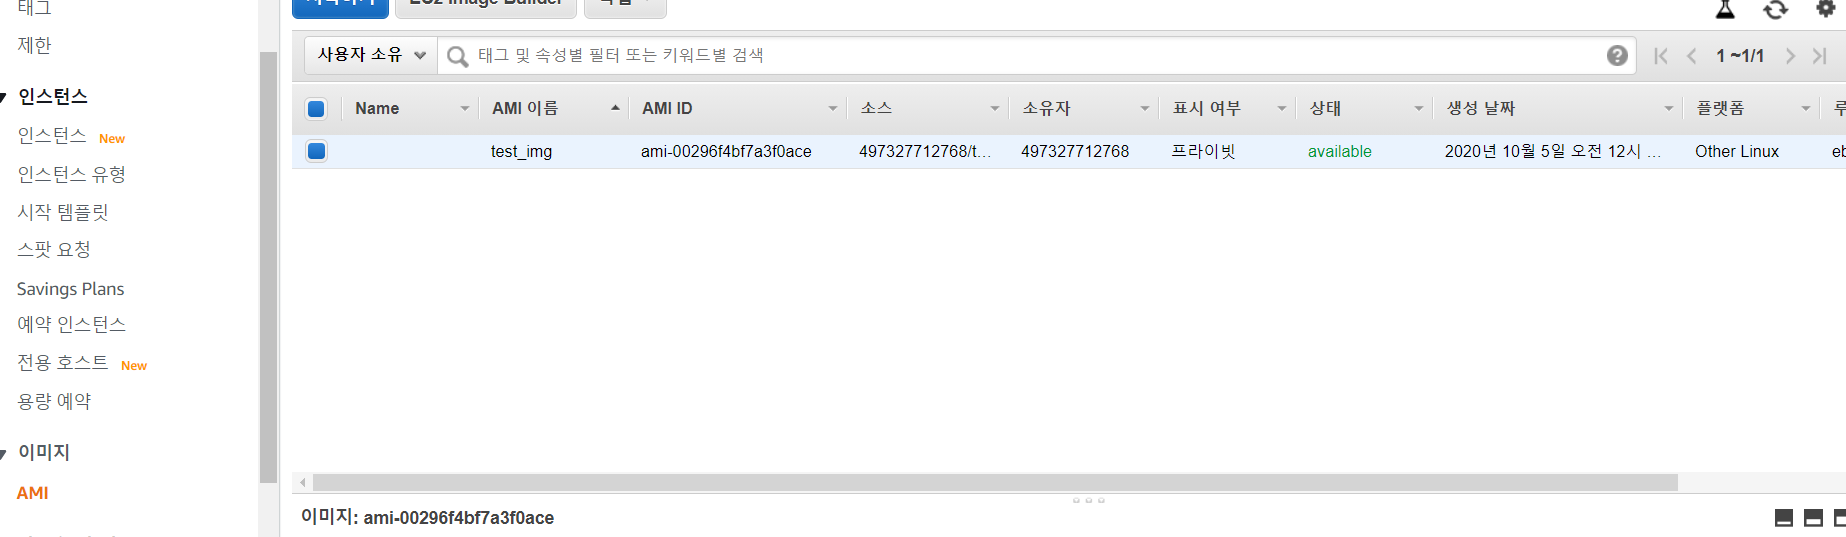 태그
제한
인스턴스
인스턴스 New
인스턴스 유형
시작 템플릿
스팟 요청
Savings Plans
예약 인스턴스
전용 호스트 New
용량 예약
이미지
AMI
EC2 Image Builder
사용자 소유
태그 및 속성별 필터 또는 키워드별 검색
1 ~1/1
Name AMI 이름 AMI ID 소스 소유자 표시 여부 상태 생성 날짜 플랫폼
test_img ami-00296f4bf7a3f0ace 497327712768/t... 497327712768 프라이빗 available 2020년 10월 5일 오전 12시 ... Other Linux
이미지: ami-00296f4bf7a3f0ace